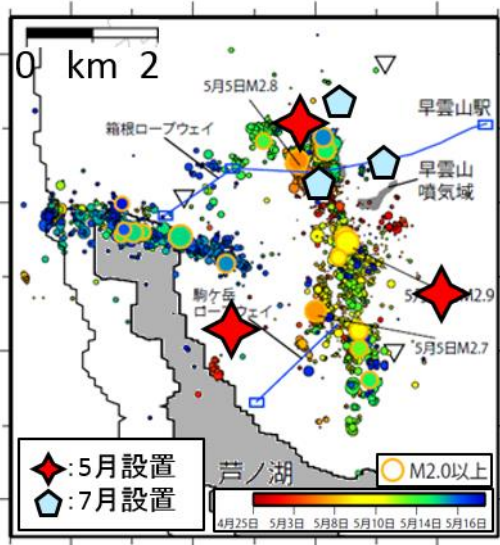 0 km 2
5月5日M2.8
早雲山駅
箱根ロープウェイ
早雲山
噴気域
駒ケ岳
ロープウェイ
5月5日M2.9
5月5日M2.7
芦ノ湖
:5月設置
:7月設置
M2.0以上
4月25日 5月3日 5月8日 5月10日 5月14日 5月16日